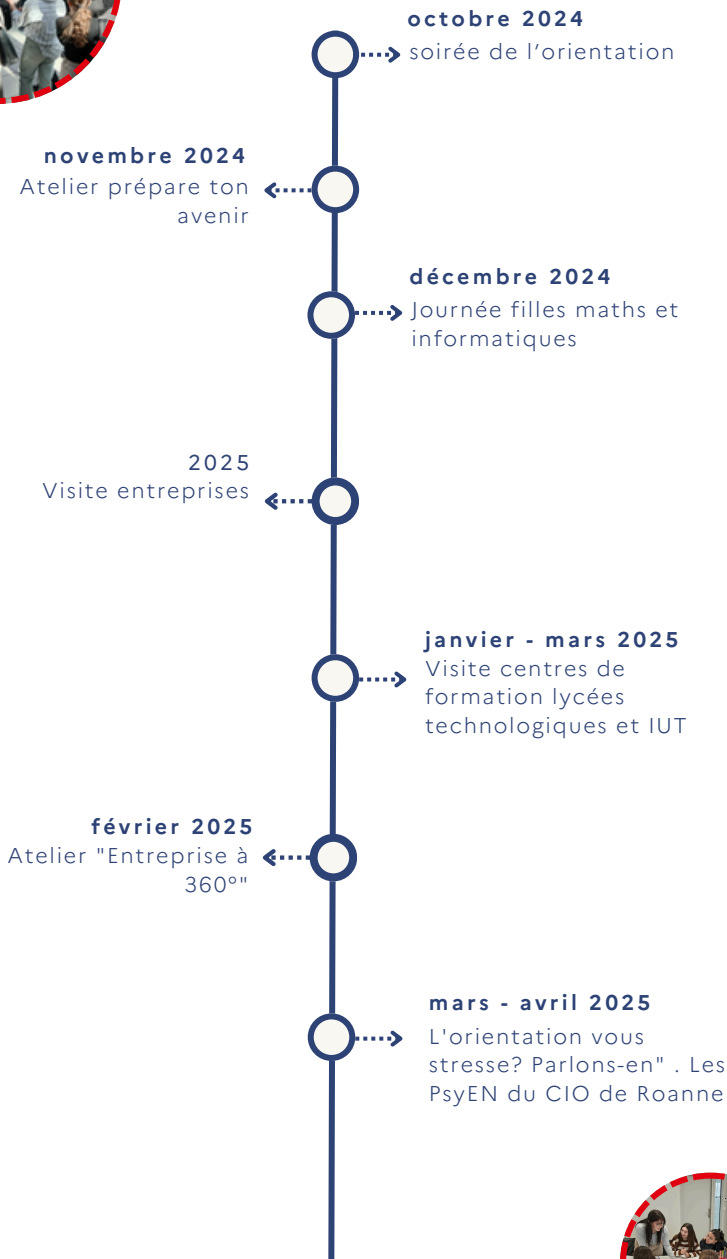 octobre 2024
soirée de l’orientation
novembre 2024
Atelier prépare ton
avenir
décembre 2024
Journée filles maths et
informatiques
2025
Visite entreprises
janvier - mars 2025
Visite centres de
formation lycées
technologiques et IUT
février 2025
Atelier "Entreprise à
360°"
mars - avril 2025
L'orientation vous
stresse? Parlons-en" . Les
PsyEN du CIO de Roanne